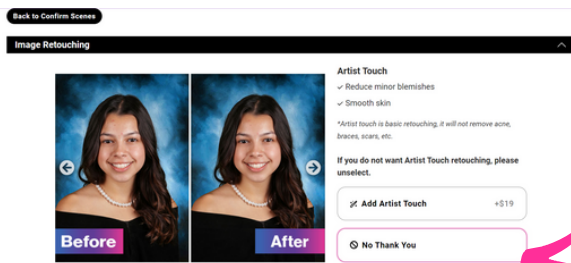 Back to Confirm Scenes
Image Retouching
Artist Touch
Reduce minor blemishes
Smooth skin
*Artist touch is basic retouching, it will not remove acne,
braces, scars, etc.
If you do not want Artist Touch retouching, please
unselect.
Add Artist Touch +$19
No Thank You
Before
After